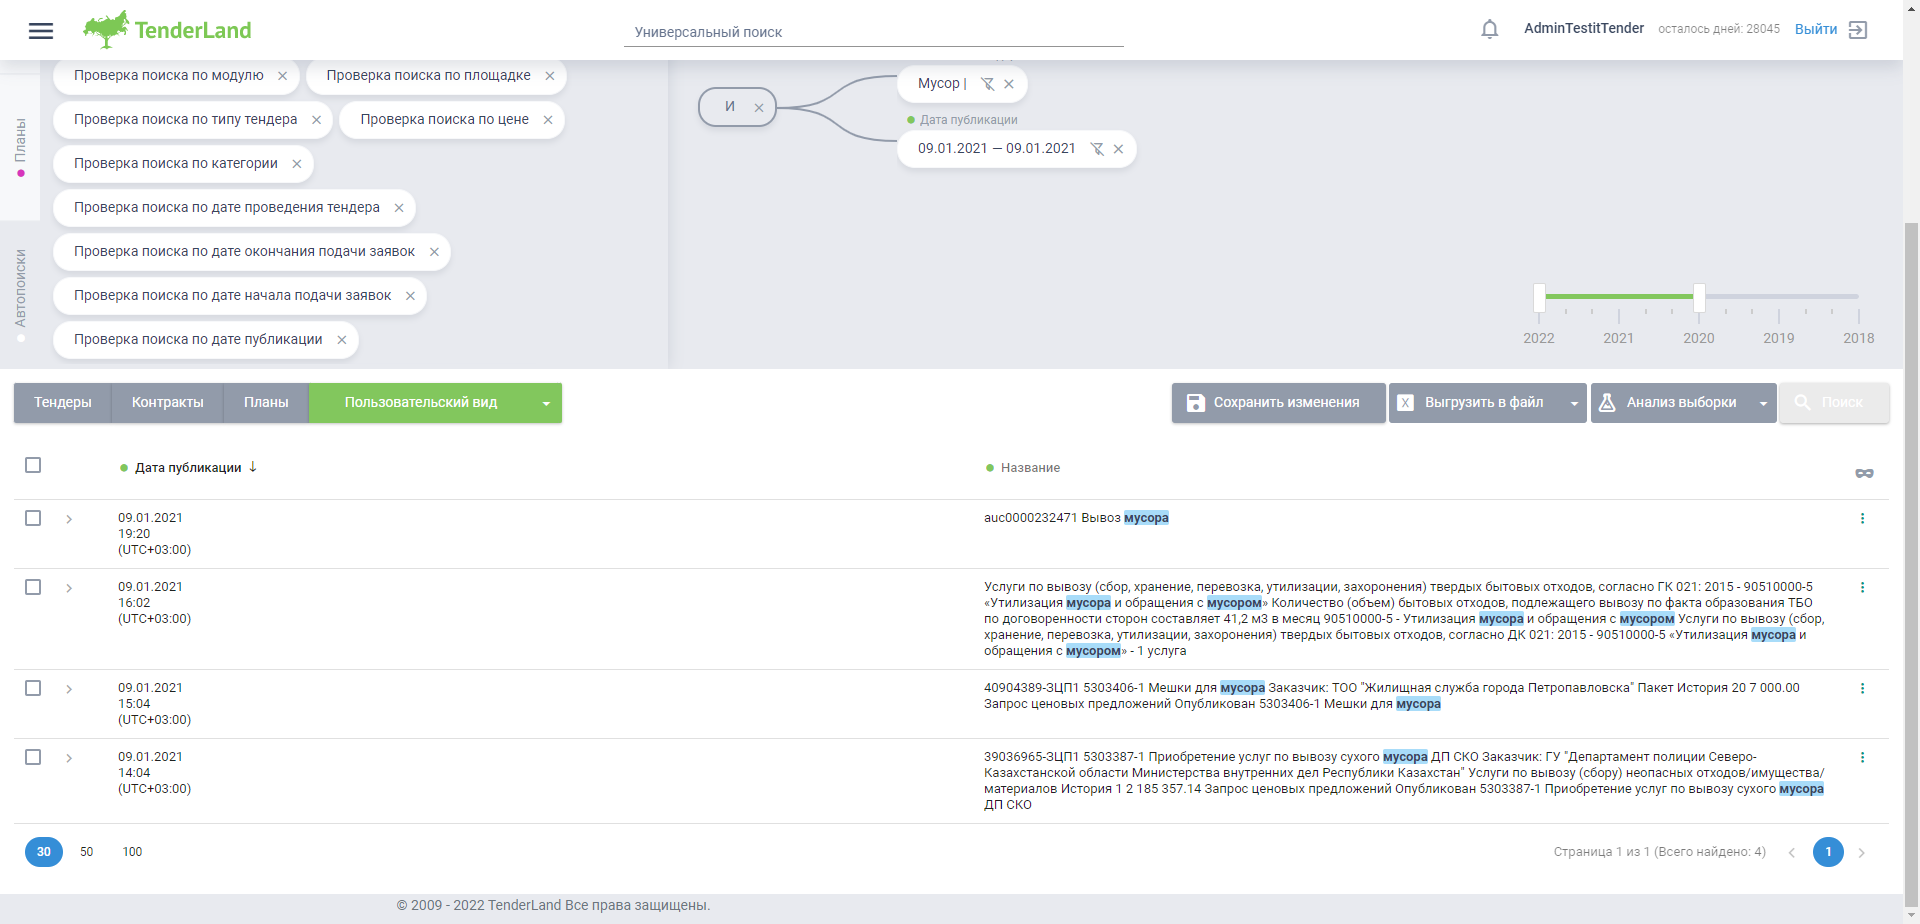 TenderLand
Универсальный поиск
AdminTestitTender
осталось дней: 28045
Выйти
Планы
Автопоиски
Проверка поиска по модулю
Проверка поиска по площадке
Проверка поиска по типу тендера
Проверка поиска по цене
Проверка поиска по категории
Проверка поиска по дате проведения тендера
Проверка поиска по дате окончания подачи заявок
Проверка поиска по дате начала подачи заявок
Проверка поиска по дате публикации
И
Мусор |
Дата публикации
09.01.2021 — 09.01.2021
2022 2021 2020 2019 2018
Тендеры Контракты Планы Пользовательский вид
Сохранить изменения X Выгрузить в файл Анализ выборки Поиск
Дата публикации Название
09.01.2021
19:20
(UTC+03:00)
auc0000232471 Вывоз мусора
09.01.2021
16:02
(UTC+03:00)
Услуги по вывозу (сбор, хранение, перевозка, утилизации, захоронения) твердых бытовых отходов, согласно ГК 021: 2015 - 90510000-5
«Утилизация мусора и обращения с мусором» Количество (объем) бытовых отходов, подлежащего вывозу по факта образования ТБО
по договоренности сторон составляет 41,2 м3 в месяц 90510000-5 - Утилизация мусора и обращения с мусором Услуги по вывозу (сбор,
хранение, перевозка, утилизации, захоронения) твердых бытовых отходов, согласно ДК 021: 2015 - 90510000-5 «Утилизация мусора и
обращения с мусором» - 1 услуга
09.01.2021
15:04
(UTC+03:00)
40904389-ЗЦП1 5303406-1 Мешки для мусора Заказчик: ТОО "Жилищная служба города Петропавловска" Пакет История 20 7 000.00
Запрос ценовых предложений Опубликован 5303406-1 Мешки для мусора
09.01.2021
14:04
(UTC+03:00)
39036965-ЗЦП1 5303387-1 Приобретение услуг по вывозу сухого мусора ДП СКО Заказчик: ГУ "Департамент полиции Северо-
Казахстанской области Министерства внутренних дел Республики Казахстан" Услуги по вывозу (сбору) неопасных отходов/имущества/
материалов История 1 2 185 357.14 Запрос ценовых предложений Опубликован 5303387-1 Приобретение услуг по вывозу сухого мусора
ДП СКО
30 50 100
Страница 1 из 1 (Всего найдено: 4)
1
© 2009 - 2022 TenderLand Все права защищены.